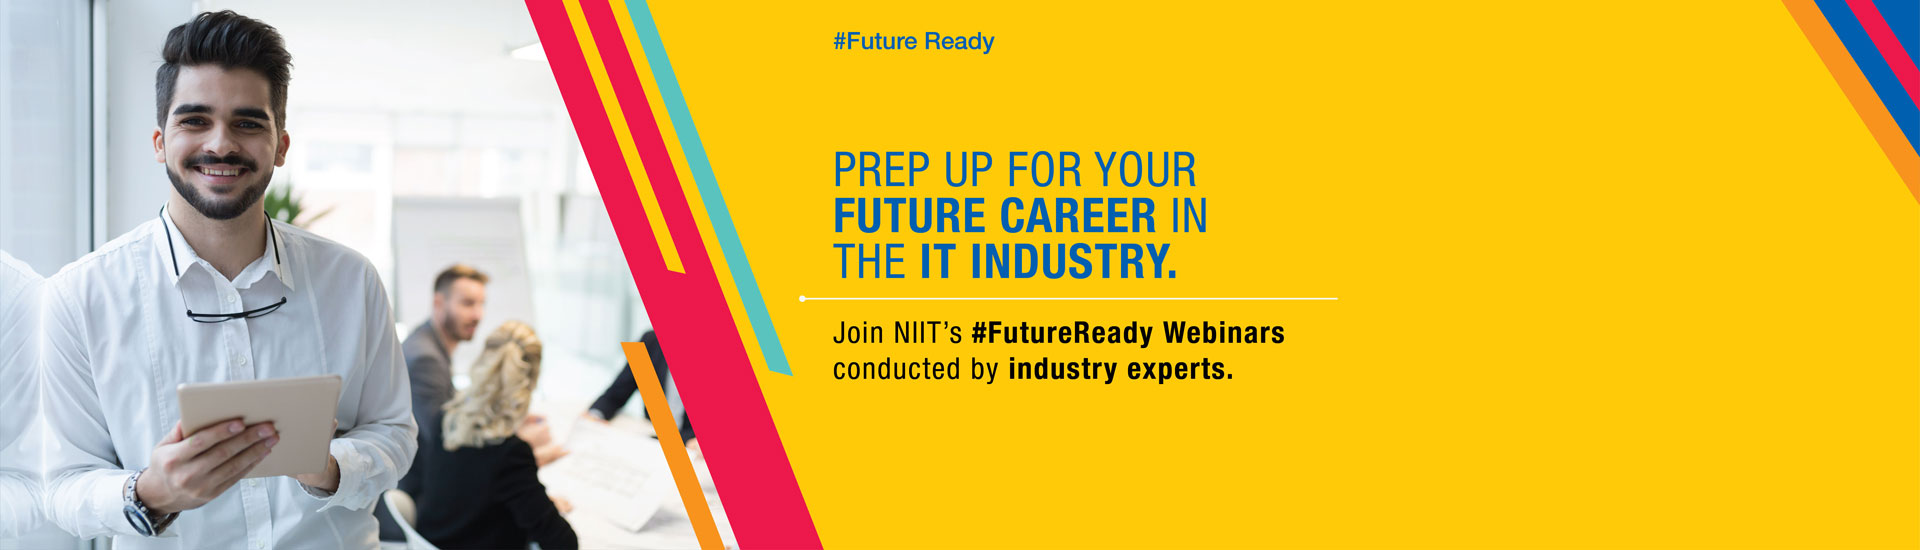 #Future Ready
PREP UP FOR YOUR
FUTURE CAREER IN
THE IT INDUSTRY.
Join NIIT’s #FutureReady Webinars
conducted by industry experts.